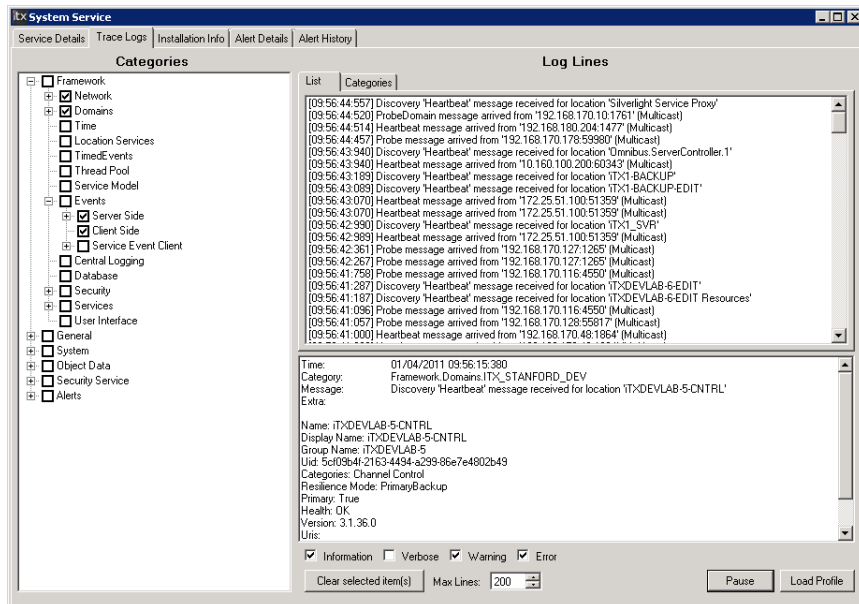 itx System Service
Service Details Trace Logs Installation Info Alert Details Alert History
Categories
Framework
Network
Domains
Time
Location Services
TimedEvents
Thread Pool
Service Model
Events
Server Side
Client Side
Service Event Client
Central Logging
Database
Security
Services
User Interface
General
System
Object Data
Security Service
Alerts
Log Lines
List Categories
[09:56:44:557] Discovery 'Heartbeat' message received for location 'Silverlight Service Proxy'
[09:56:44:520] ProbeDomain message arrived from '192.168.170.10:1761' (Multicast)
[09:56:44:514] Heartbeat message arrived from '192.168.180.204:1477' (Multicast)
[09:56:44:457] Probe message arrived from '192.168.170.178:59980' (Multicast)
[09:56:43:940] Discovery 'Heartbeat' message received for location 'Omnibus.ServerController.1'
[09:56:43:940] Heartbeat message arrived from '10.160.100.200:60343' (Multicast)
[09:56:43:189] Discovery 'Heartbeat' message received for location 'iTX1-BACKUP'
[09:56:43:089] Discovery 'Heartbeat' message received for location 'iTX1-BACKUP-EDIT'
[09:56:43:070] Heartbeat message arrived from '172.25.51.100:51359' (Multicast)
[09:56:43:070] Heartbeat message arrived from '172.25.51.100:51359' (Multicast)
[09:56:42:990] Discovery 'Heartbeat' message received for location 'iTX1_SVR'
[09:56:42:989] Heartbeat message arrived from '172.25.51.100:51359' (Multicast)
[09:56:42:361] Probe message arrived from '192.168.170.127:1265' (Multicast)
[09:56:42:267] Probe message arrived from '192.168.170.127:1265' (Multicast)
[09:56:41:758] Probe message arrived from '192.168.170.116:4550' (Multicast)
[09:56:41:287] Discovery 'Heartbeat' message received for location 'iTXDEVLAB-6-EDIT'
[09:56:41:187] Discovery 'Heartbeat' message received for location 'iTXDEVLAB-6-EDIT Resources'
[09:56:41:096] Probe message arrived from '192.168.170.116:4550' (Multicast)
[09:56:41:057] Probe message arrived from '192.168.170.128:55817' (Multicast)
[09:56:41:000] Heartbeat message arrived from '192.168.170.48:1864' (Multicast)
Time: 01/04/2011 09:56:15:380
Category: Framework.Domains.ITX_STANFORD_DEV
Message: Discovery 'Heartbeat' message received for location 'iTXDEVLAB-5-CNTRL'
Extra:
Name: iTXDEVLAB-5-CNTRL
Display Name: iTXDEVLAB-5-CNTRL
Group Name: iTXDEVLAB-5
Uid: 5cf09b4f-2163-4494-a299-86e7e4802b49
Categories: Channel Control
Resilience Mode: PrimaryBackup
Primary: True
Health: OK
Version: 3.1.36.0
Uris:
Information Verbose Warning Error
Clear selected item(s) Max Lines: 200 Pause Load Profile